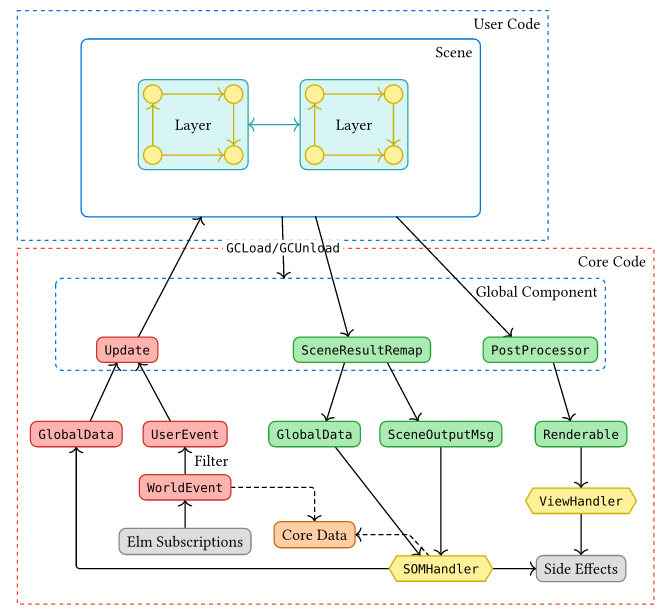 User Code
Scene
Layer
Layer
GCLoad/GCUnload
Core Code
Global Component
Update
SceneResultRemap
PostProcessor
GlobalData
UserEvent
GlobalData
SceneOutputMsg
Renderable
Filter
WorldEvent
ViewHandler
Elm Subscriptions
Core Data
SOMHandler
Side Effects